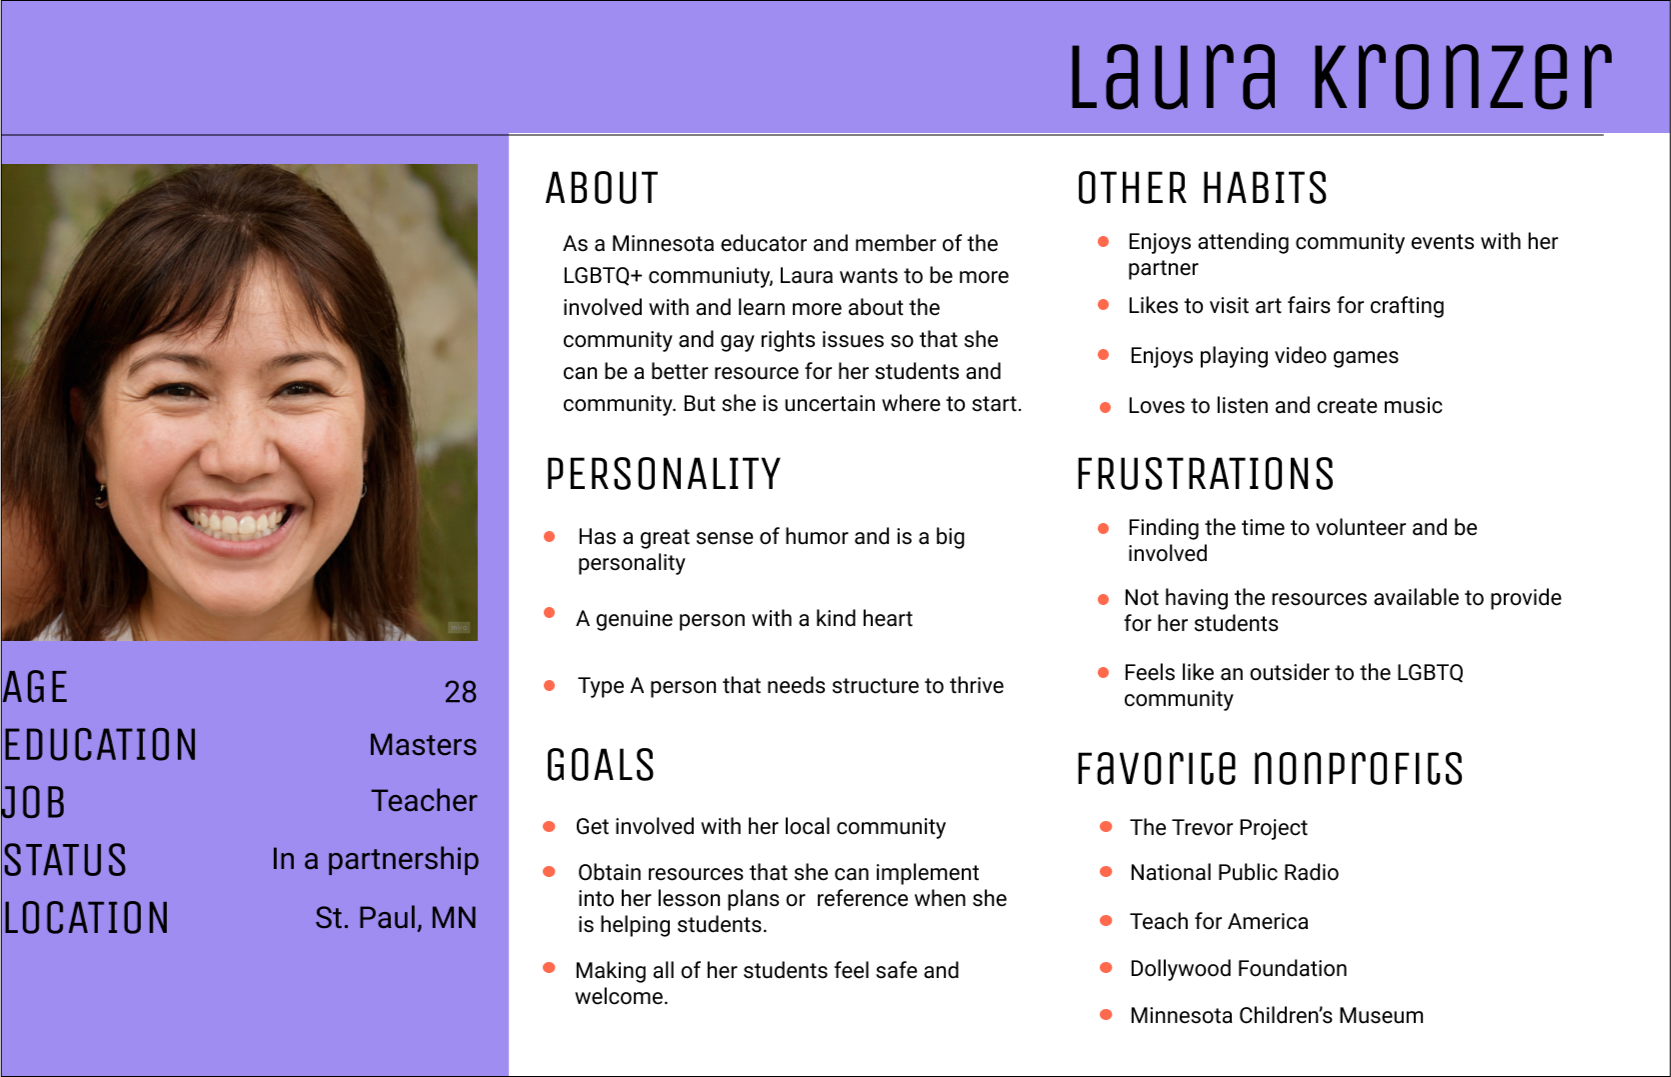 Laura Kronzer
ABOUT
As a Minnesota educator and member of the
LGBTQ+ communiuty, Laura wants to be more
involved with and learn more about the
community and gay rights issues so that she
can be a better resource for her students and
community. But she is uncertain where to start.
PERSONALITY
Has a great sense of humor and is a big
personality
A genuine person with a kind heart
Type A person that needs structure to thrive
GOALS
Get involved with her local community
Obtain resources that she can implement
into her lesson plans or  reference when she
is helping students.
Making all of her students feel safe and
welcome.
OTHER HABITS
Enjoys attending community events with her
partner
Likes to visit art fairs for crafting
Enjoys playing video games
Loves to listen and create music
FRUSTRATIONS
Finding the time to volunteer and be
involved
Not having the resources available to provide
for her students
Feels like an outsider to the LGBTQ
community
Favorite nonprofits
The Trevor Project
National Public Radio
Teach for America
Dollywood Foundation
Minnesota Children’s Museum
AGE 28
EDUCATION Masters
JOB Teacher
STATUS In a partnership
LOCATION St. Paul, MN